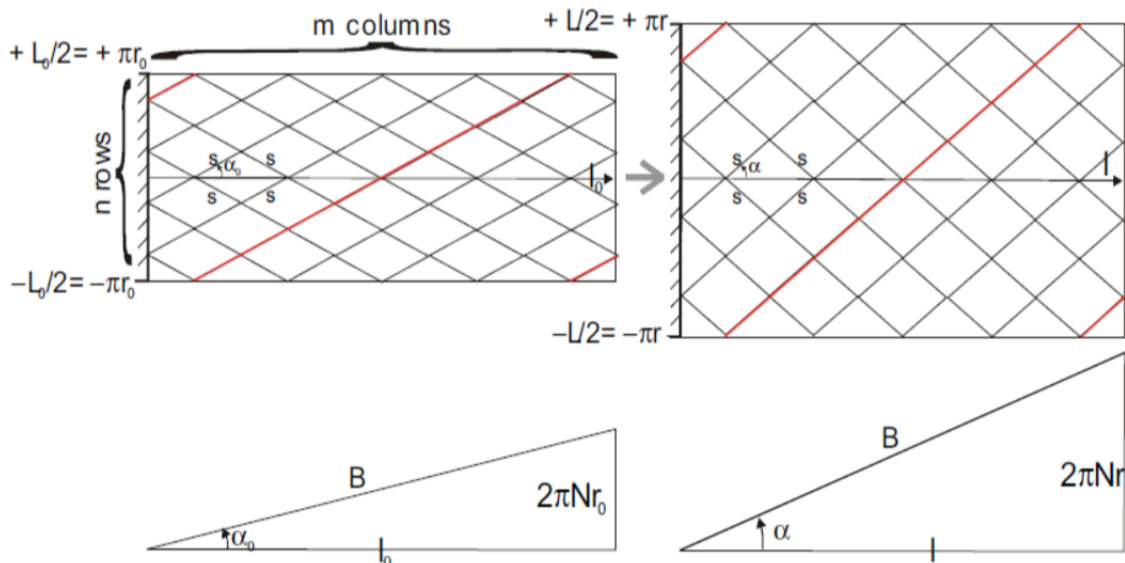 m columns
+ L₀/2= + πr₀
n rows
s α₀ s
s s
l₀
−L₀/2= −πr₀
+ L/2= + πr
s α s
s s
l
−L/2= −πr
B
2πNr₀
α₀
l₀
B
2πNr
α
l